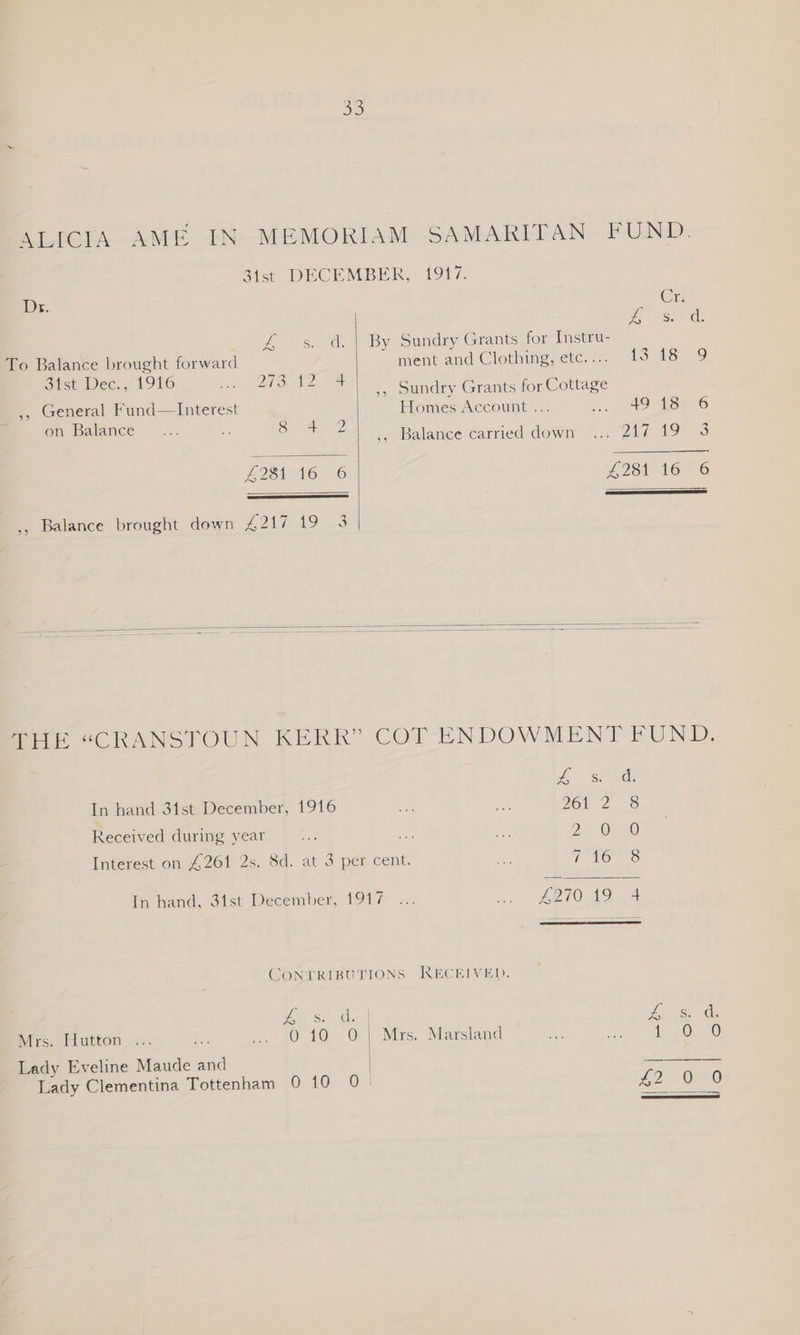 33
ALICIA AMÉ IN MEMORIAM SAMARITAN FUND.
31st DECEMBER, 1917.
Dr.
£ s. d.
To Balance brought forward
31st Dec., 1916 ... 273 12 4
,, General Fund—Interest
on Balance ... .. 8 4 2
£281 16 6
,, Balance brought down £217 19 3
Cr.
£ s. d.
By Sundry Grants for Instru-
ment and Clothing, etc.... 13 18 9
,, Sundry Grants for Cottage
Homes Account ... ... 49 18 6
,, Balance carried down ... 217 19 3
£281 16 6
THE “CRANSTOUN KERR” COT ENDOWMENT FUND.
£ s. d.
In hand 31st December, 1916 ... ... 261 2 8
Received during year ... ... ... 2 0 0
Interest on £261 2s. 8d. at 3 per cent. ... 7 16 8
In hand, 31st December, 1917 ... ... £270 19 4
CONTRIBUTIONS RECEIVED.
£ s. d.
Mrs. Hutton ... ... ... 0 10 0
Lady Eveline Maude and
Lady Clementina Tottenham 0 10 0
£ s. d.
Mrs. Marsland ... ... 1 0 0
£2 0 0